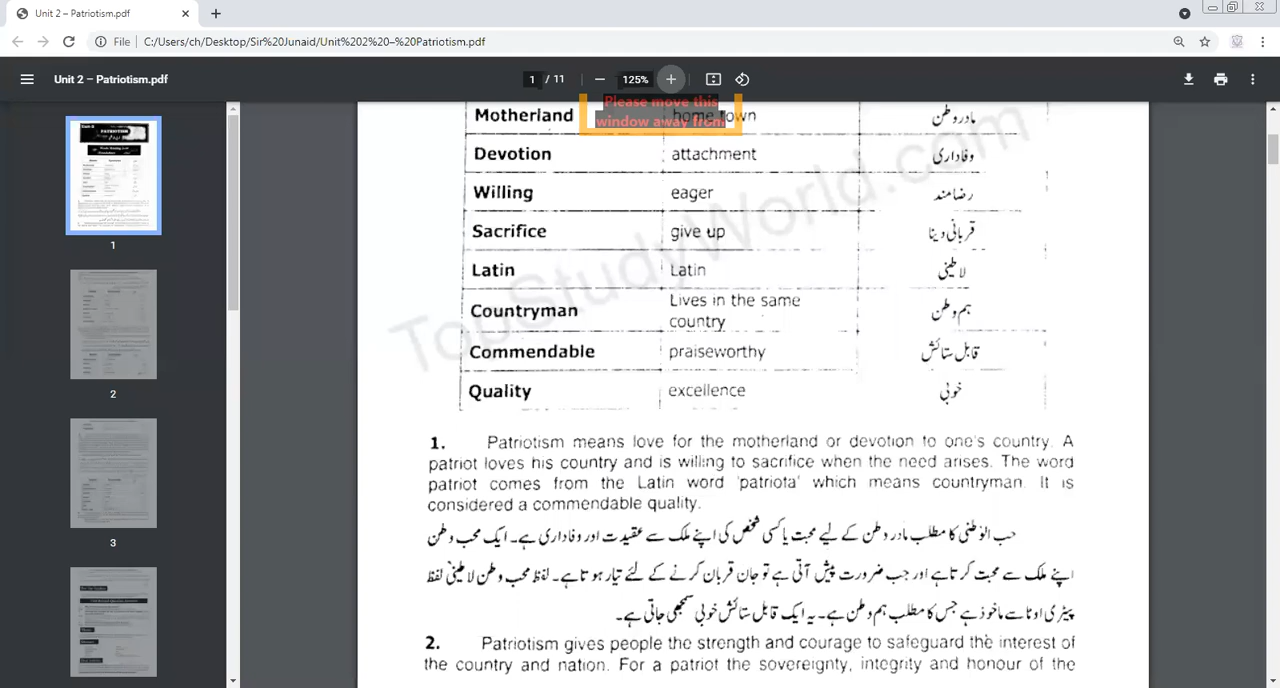 Unit 2 – Patriotism.pdf
File C:/Users/ch/Desktop/Sir%20Junaid/Unit%202%20–%20Patriotism.pdf
Unit 2 – Patriotism.pdf 1 / 11 125%
Please move this
window away from
Motherland home town مادر وطن
Devotion attachment وفاداری
Willing eager رضامند
Sacrifice give up قربانی دینا
Latin Latin لاطینی
Countryman Lives in the same country ہم وطن
Commendable praiseworthy قابل ستائش
Quality excellence خوبی
TopStudyWorld.com
1. Patriotism means love for the motherland or devotion to one's country. A
patriot loves his country and is willing to sacrifice when the need arises. The word
patriot comes from the Latin word 'patriota' which means countryman. It is
considered a commendable quality.
حب الوطنی کا مطلب مادر وطن کے لیے محبت یا کسی شخص کی اپنے ملک سے عقیدت اور وفاداری ہے۔ ایک محب وطن
اپنے ملک سے محبت کرتا ہے اور جب ضرورت پیش آتی ہے تو جان قربان کرنے کے لئے تیار ہوتا ہے۔ لفظ محب وطن لاطینی لفظ
پیٹری اوٹا سے ماخوذ ہے جس کا مطلب ہم وطن ہے۔ یہ ایک قابل ستائش خوبی سمجھی جاتی ہے۔
2. Patriotism gives people the strength and courage to safeguard the interest of
the country and nation. For a patriot the sovereignty, integrity and honour of the
1
2
3